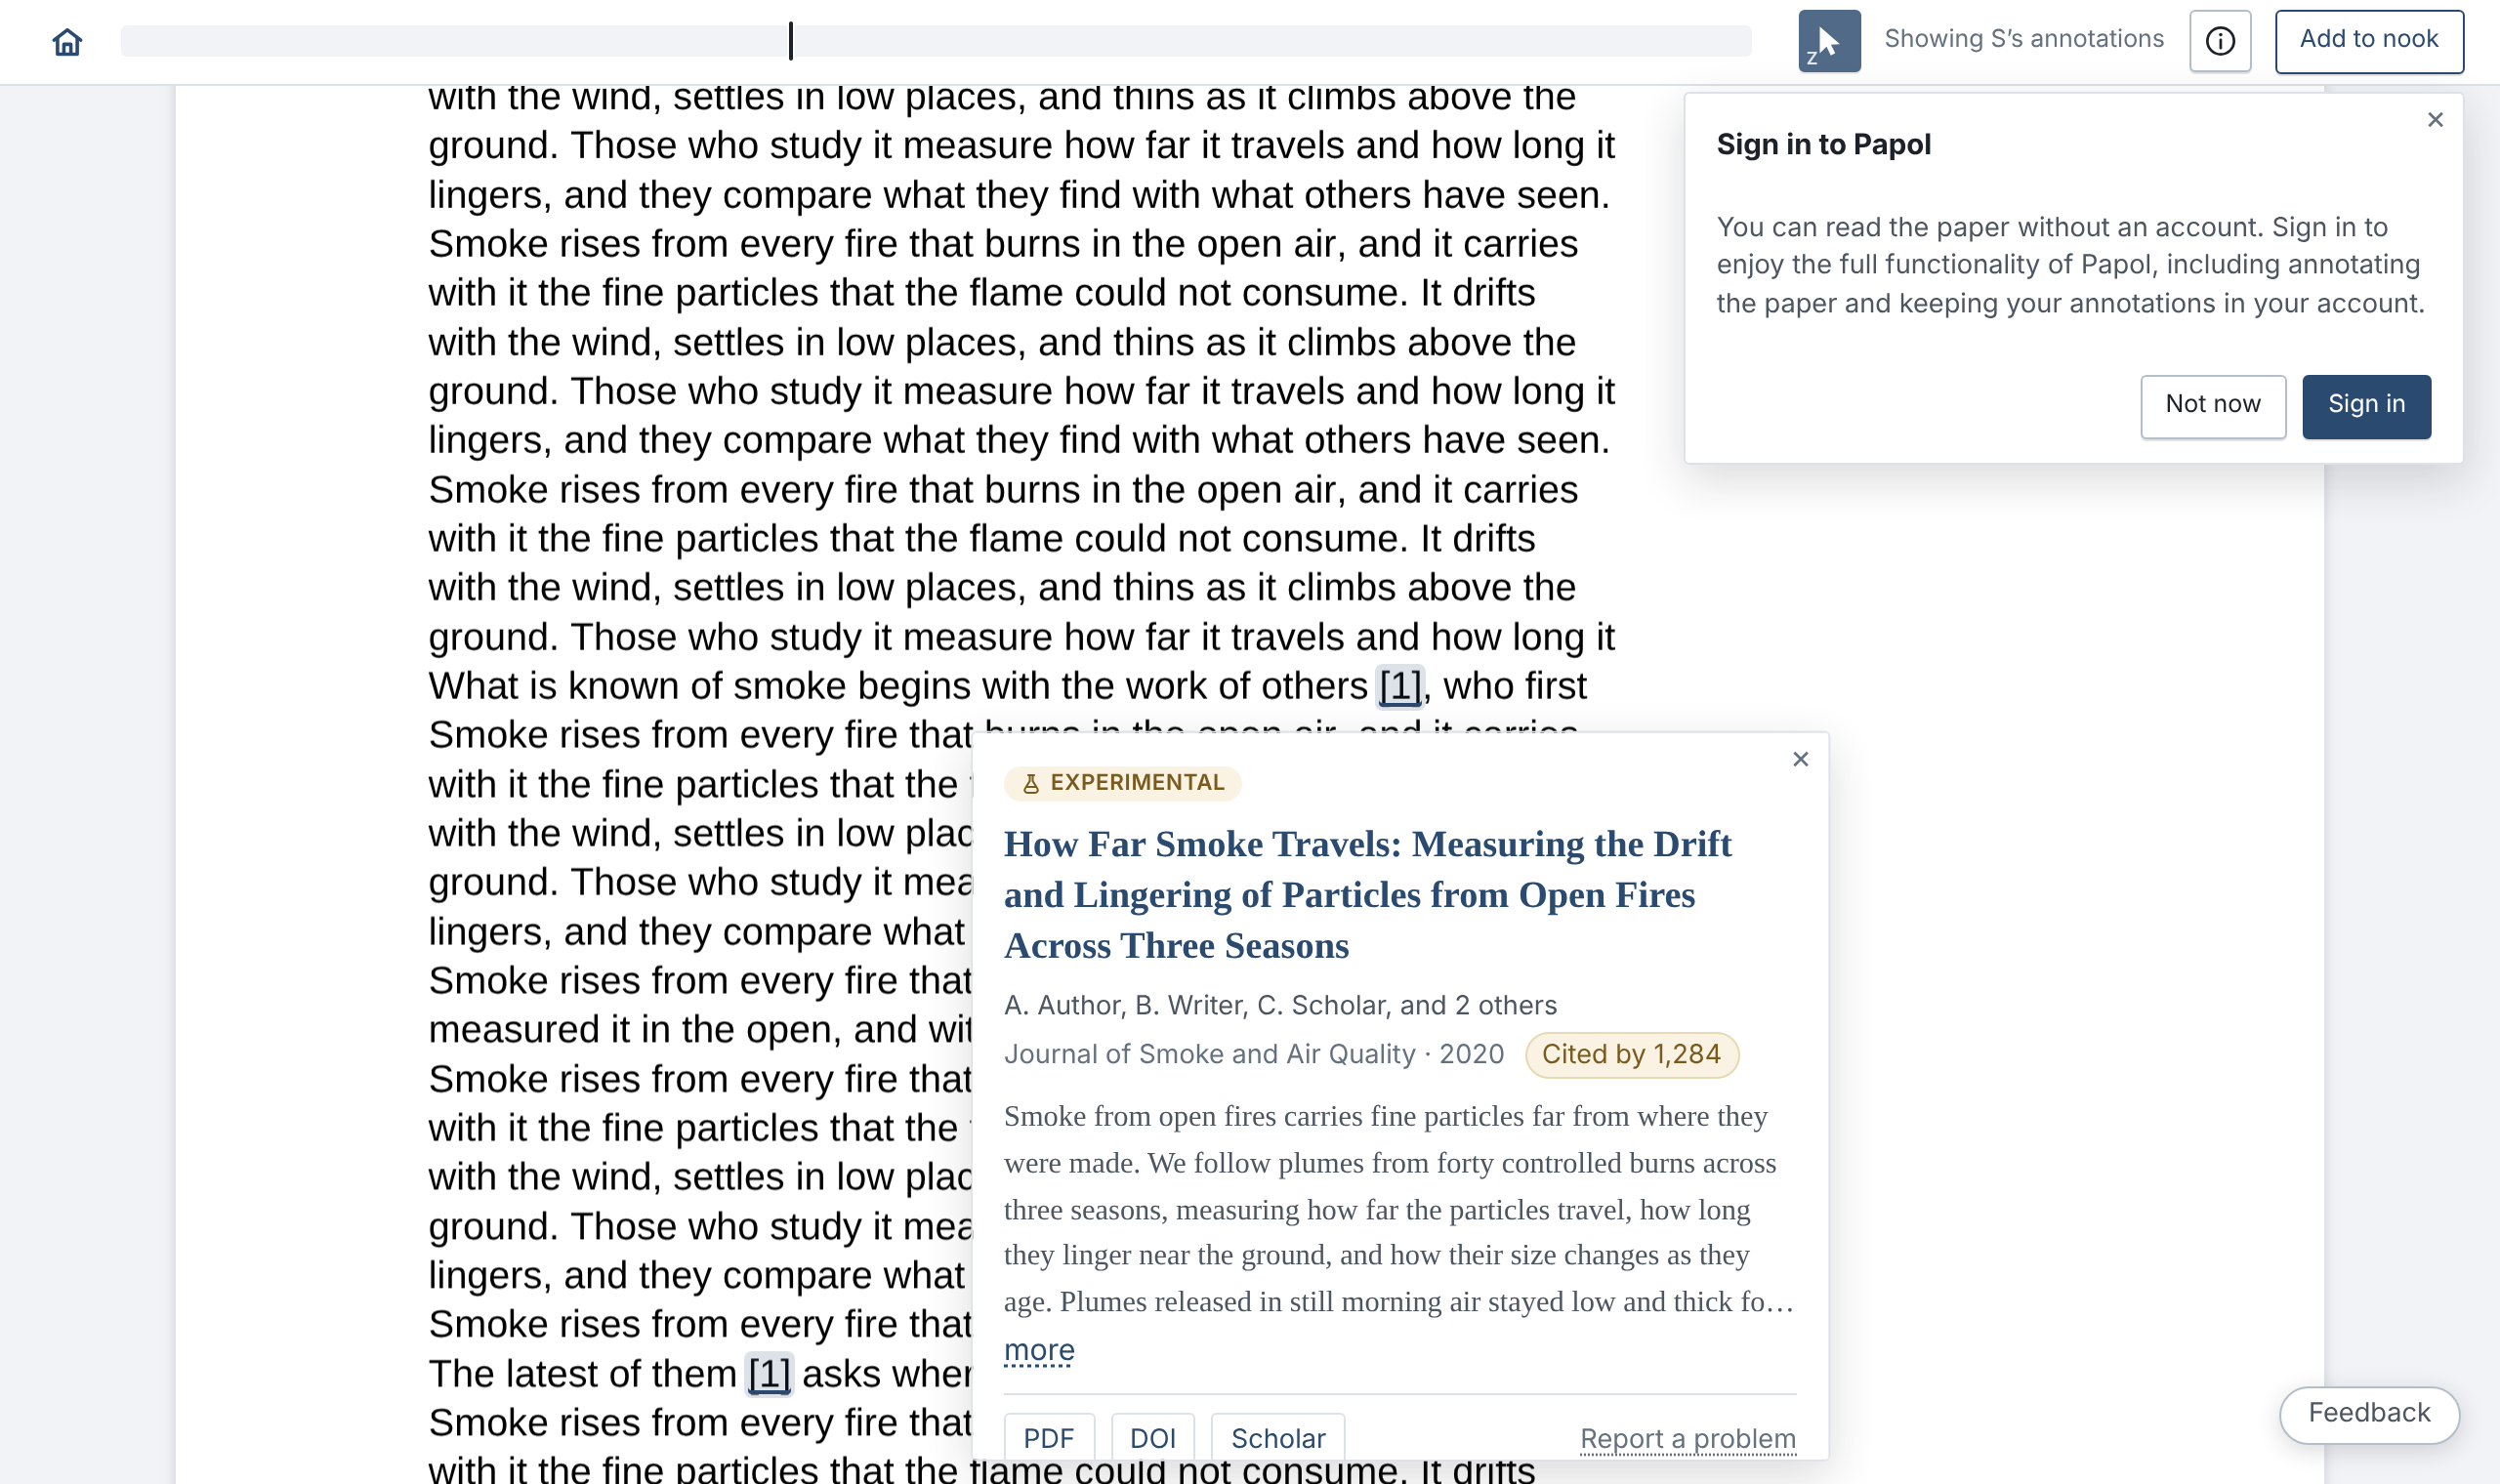 z
Showing S’s annotations
Add to nook
with the wind, settles in low places, and thins as it climbs above the
ground. Those who study it measure how far it travels and how long it
lingers, and they compare what they find with what others have seen.
Smoke rises from every fire that burns in the open air, and it carries
with it the fine particles that the flame could not consume. It drifts
with the wind, settles in low places, and thins as it climbs above the
ground. Those who study it measure how far it travels and how long it
lingers, and they compare what they find with what others have seen.
Smoke rises from every fire that burns in the open air, and it carries
with it the fine particles that the flame could not consume. It drifts
with the wind, settles in low places, and thins as it climbs above the
ground. Those who study it measure how far it travels and how long it
What is known of smoke begins with the work of others [1], who first
Smoke rises from every fire that burns in the open air, and it carries
with it the fine particles that the
with the wind, settles in low plac
ground. Those who study it mea
lingers, and they compare what
Smoke rises from every fire that
measured it in the open, and wit
Smoke rises from every fire that
with it the fine particles that the
with the wind, settles in low plac
ground. Those who study it mea
lingers, and they compare what
Smoke rises from every fire that
The latest of them [1] asks wher
Smoke rises from every fire that
with it the fine particles that the flame could not consume. It drifts
Sign in to Papol
You can read the paper without an account. Sign in to
enjoy the full functionality of Papol, including annotating
the paper and keeping your annotations in your account.
Not now
Sign in
EXPERIMENTAL
How Far Smoke Travels: Measuring the Drift
and Lingering of Particles from Open Fires
Across Three Seasons
A. Author, B. Writer, C. Scholar, and 2 others
Journal of Smoke and Air Quality · 2020 Cited by 1,284
Smoke from open fires carries fine particles far from where they
were made. We follow plumes from forty controlled burns across
three seasons, measuring how far the particles travel, how long
they linger near the ground, and how their size changes as they
age. Plumes released in still morning air stayed low and thick fo…
more
PDF
DOI
Scholar
Report a problem
Feedback